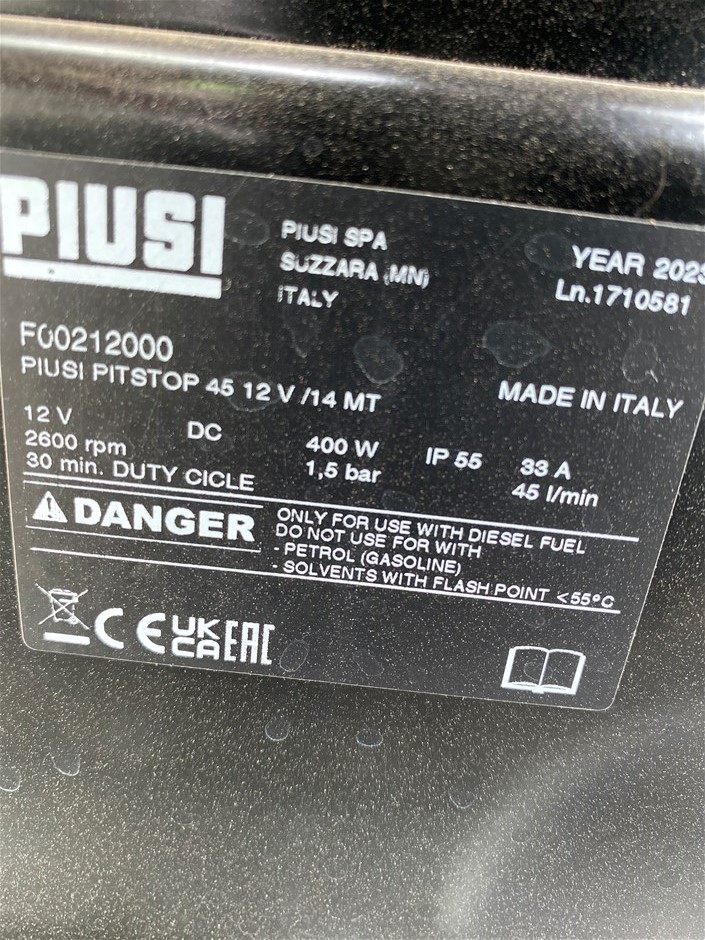 PIUSI
PIUSI SPA
SUZZARA (MN)
ITALY
YEAR 2023
Ln.1710581
F00212000
PIUSI PITSTOP 45 12 V /14 MT
MADE IN ITALY
12 V DC 400 W IP 55 33 A
2600 rpm 1,5 bar 45 l/min
30 min. DUTY CICLE
DANGER
ONLY FOR USE WITH DIESEL FUEL
DO NOT USE FOR WITH
- PETROL (GASOLINE)
- SOLVENTS WITH FLASH POINT <55°C
CE UK CA EAC